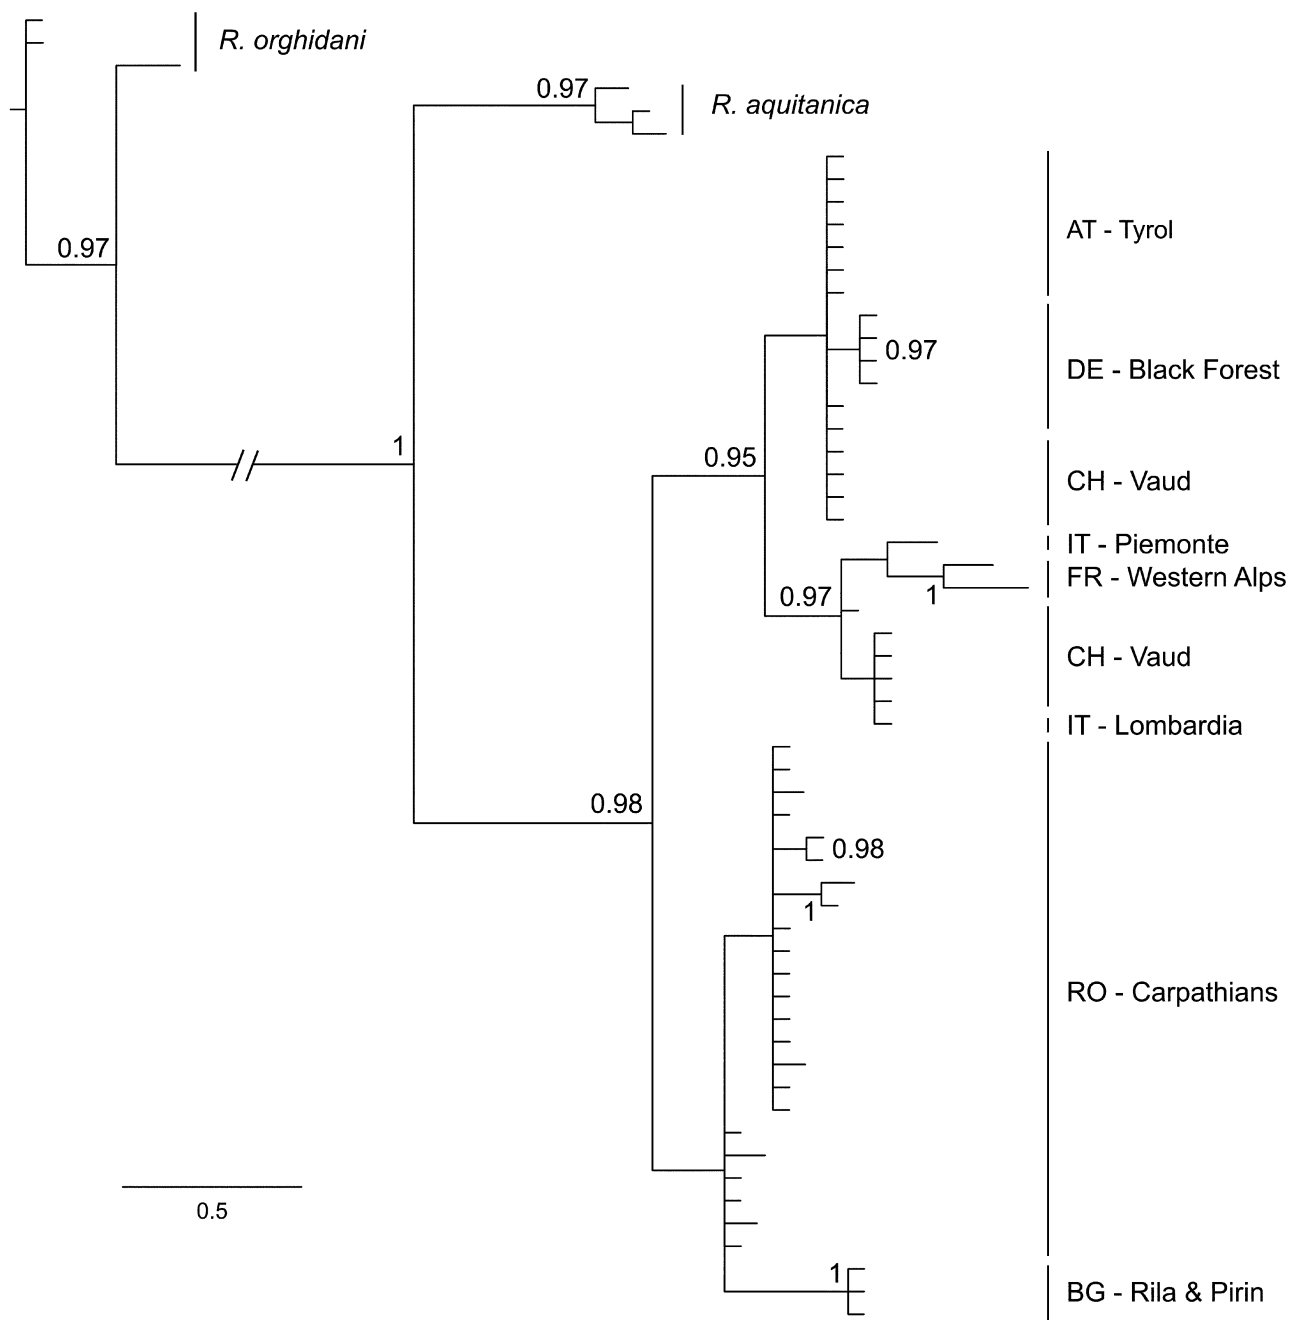 R. orghidani
0.97
R. aquitanica
AT - Tyrol
0.97
0.97
DE - Black Forest
1
0.95
CH - Vaud
IT - Piemonte
FR - Western Alps
0.97
1
CH - Vaud
IT - Lombardia
0.98
0.98
1
RO - Carpathians
0.5
1
BG - Rila & Pirin